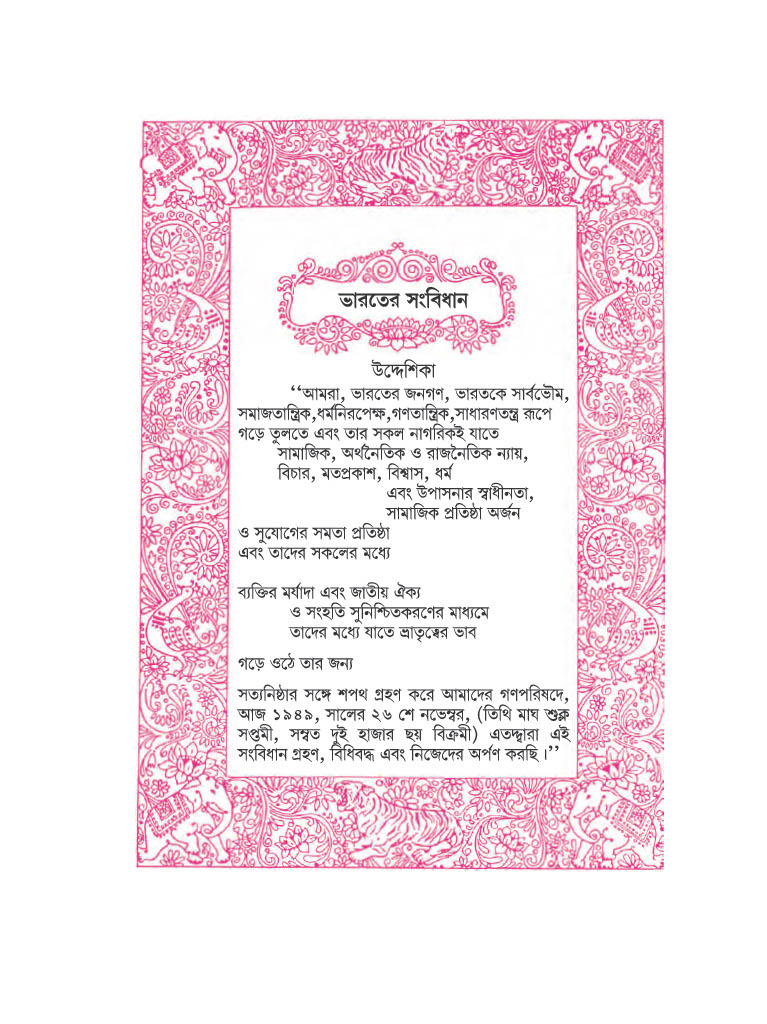 ভারতের সংবিধান
উদ্দেশিকা
‘‘আমরা, ভারতের জনগণ, ভারতকে সার্বভৌম,
সমাজতান্ত্রিক,ধর্মনিরপেক্ষ,গণতান্ত্রিক,সাধারণতন্ত্র রূপে
গড়ে তুলতে এবং তার সকল নাগরিকই যাতে
সামাজিক, অর্থনৈতিক ও রাজনৈতিক ন্যায়,
বিচার, মতপ্রকাশ, বিশ্বাস, ধর্ম
এবং উপাসনার স্বাধীনতা,
সামাজিক প্রতিষ্ঠা অর্জন
ও সুযোগের সমতা প্রতিষ্ঠা
এবং তাদের সকলের মধ্যে
ব্যক্তির মর্যাদা এবং জাতীয় ঐক্য
ও সংহতি সুনিশ্চিতকরণের মাধ্যমে
তাদের মধ্যে যাতে ভ্রাতৃত্বের ভাব
গড়ে ওঠে তার জন্য
সত্যনিষ্ঠার সঙ্গে শপথ গ্রহণ করে আমাদের গণপরিষদে,
আজ ১৯৪৯, সালের ২৬ শে নভেম্বর, (তিথি মাঘ শুক্ল
সপ্তমী, সম্বত দুই হাজার ছয় বিক্রমী) এতদ্দ্বারা এই
সংবিধান গ্রহণ, বিধিবদ্ধ এবং নিজেদের অর্পণ করছি।’’